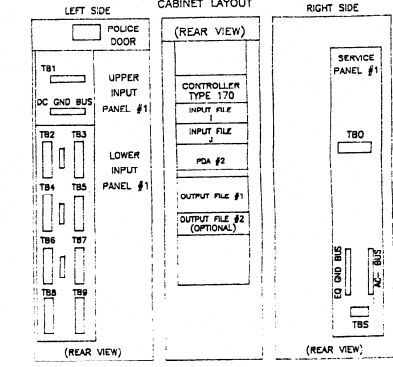 LEFT SIDE
POLICE
DOOR
TB1
UPPER
INPUT
PANEL #1
DC GND BUS
TB2 TB3
LOWER
INPUT
PANEL #1
TB4 TB5
TB6 TB7
TB8 TB9
(REAR VIEW)
CABINET LAYOUT
(REAR VIEW)
CONTROLLER
TYPE 170
INPUT FILE
I
INPUT FILE
J
PDA #2
OUTPUT FILE #1
OUTPUT FILE #2
(OPTIONAL)
RIGHT SIDE
SERVICE
PANEL #1
TBO
EQ GND BUS
AC- BUS
TBS
(REAR VIEW)